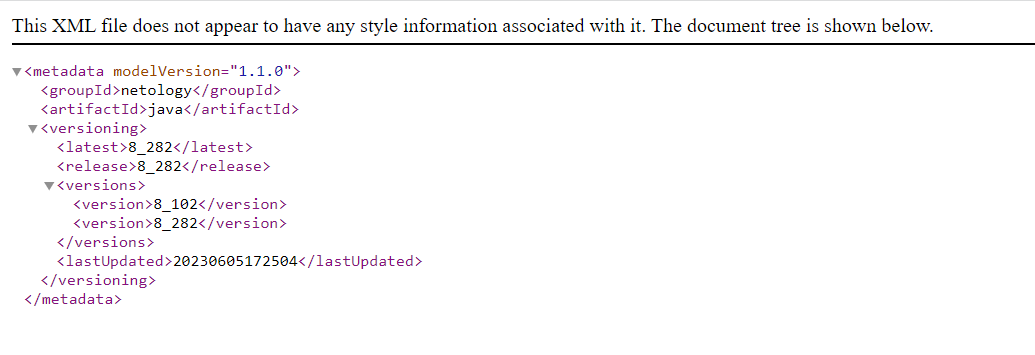 This XML file does not appear to have any style information associated with it. The document tree is shown below.
▼<metadata modelVersion="1.1.0">
<groupId>netology</groupId>
<artifactId>java</artifactId>
▼<versioning>
<latest>8_282</latest>
<release>8_282</release>
▼<versions>
<version>8_102</version>
<version>8_282</version>
</versions>
<lastUpdated>20230605172504</lastUpdated>
</versioning>
</metadata>